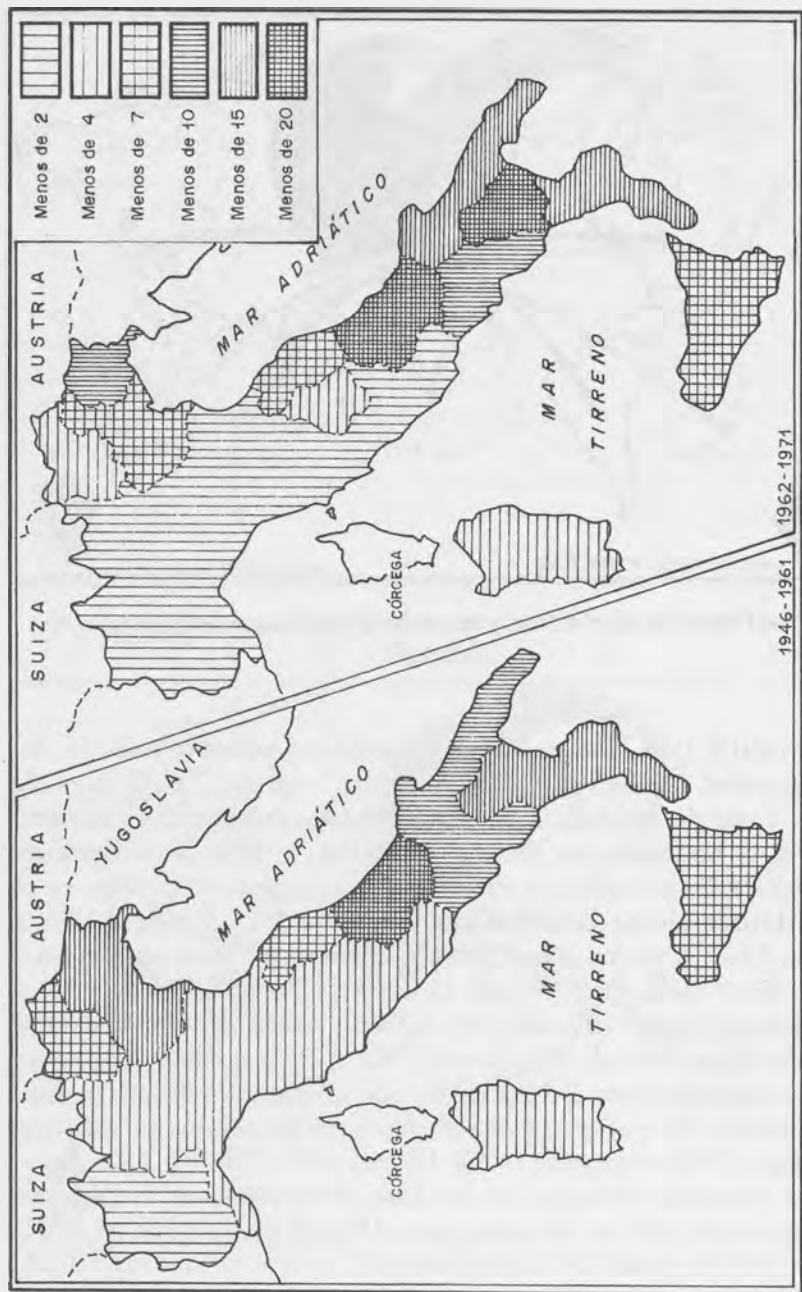 Menos de 2
Menos de 4
Menos de 7
Menos de 10
Menos de 15
Menos de 20
SUIZA
AUSTRIA
YUGOSLAVIA
MAR ADRIÁTICO
CÓRCEGA
MAR
TIRRENO
1946-1961
SUIZA
AUSTRIA
MAR ADRIÁTICO
CÓRCEGA
MAR
TIRRENO
1962-1971